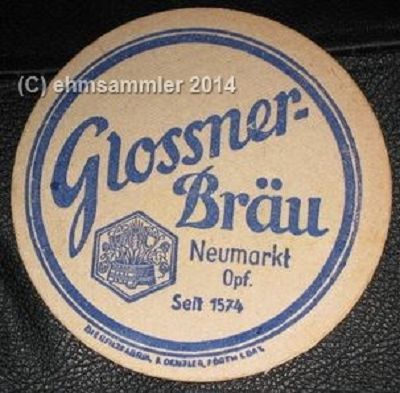 (C) ehmsammler 2014
Glossner-
Bräu
Neumarkt
Opf.
Seit 1574